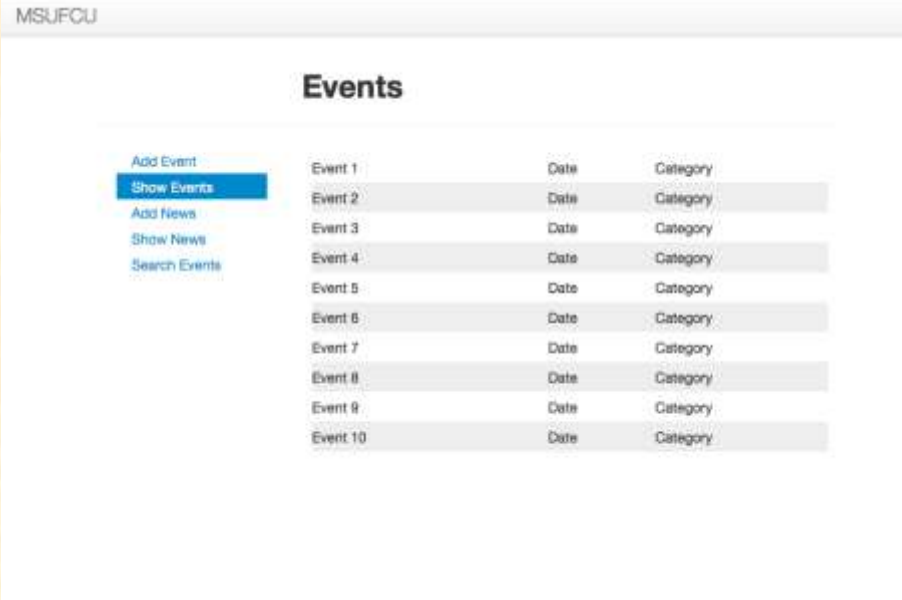 MSUFCU
Events
Add Event
Show Events
Add News
Show News
Search Events
Event 1 Date Category
Event 2 Date Category
Event 3 Date Category
Event 4 Date Category
Event 5 Date Category
Event 6 Date Category
Event 7 Date Category
Event 8 Date Category
Event 9 Date Category
Event 10 Date Category